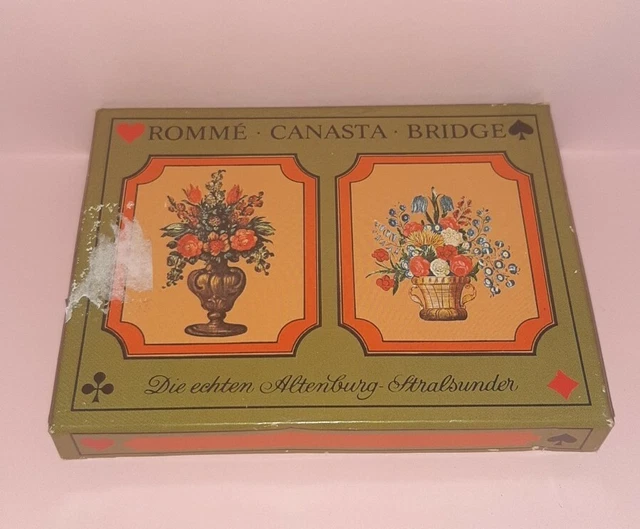 ROMMÉ · CANASTA · BRIDGE
Die echten Altenburg-Stralsunder